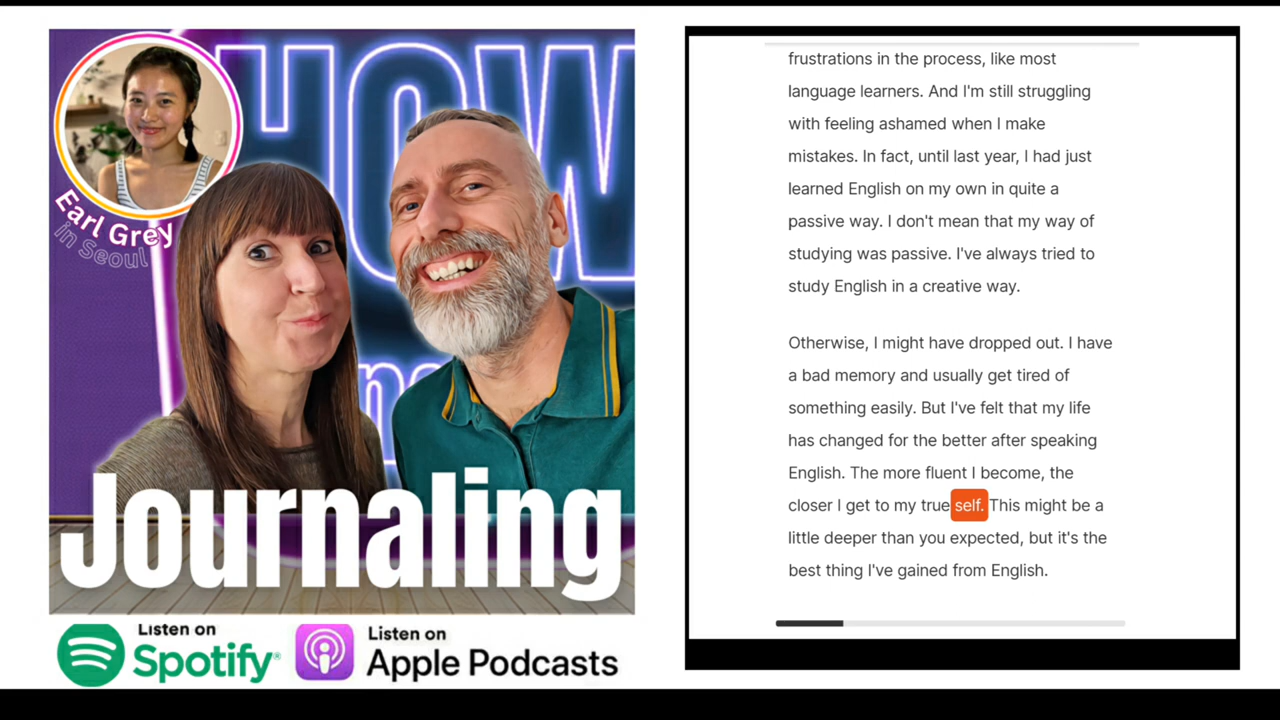 Earl Grey
in Seoul
HOW
Journaling
Listen on
Spotify
Listen on
Apple Podcasts
frustrations in the process, like most
language learners. And I'm still struggling
with feeling ashamed when I make
mistakes. In fact, until last year, I had just
learned English on my own in quite a
passive way. I don't mean that my way of
studying was passive. I've always tried to
study English in a creative way.
Otherwise, I might have dropped out. I have
a bad memory and usually get tired of
something easily. But I've felt that my life
has changed for the better after speaking
English. The more fluent I become, the
closer I get to my true self. This might be a
little deeper than you expected, but it's the
best thing I've gained from English.